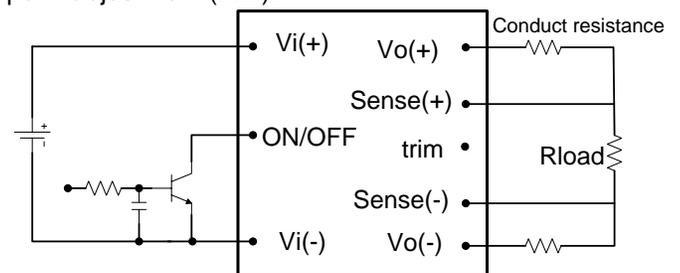 Conduct resistance
Vi(+)
Vo(+)
Sense(+)
ON/OFF
trim
Rload
Sense(-)
Vi(-)
Vo(-)
+
-